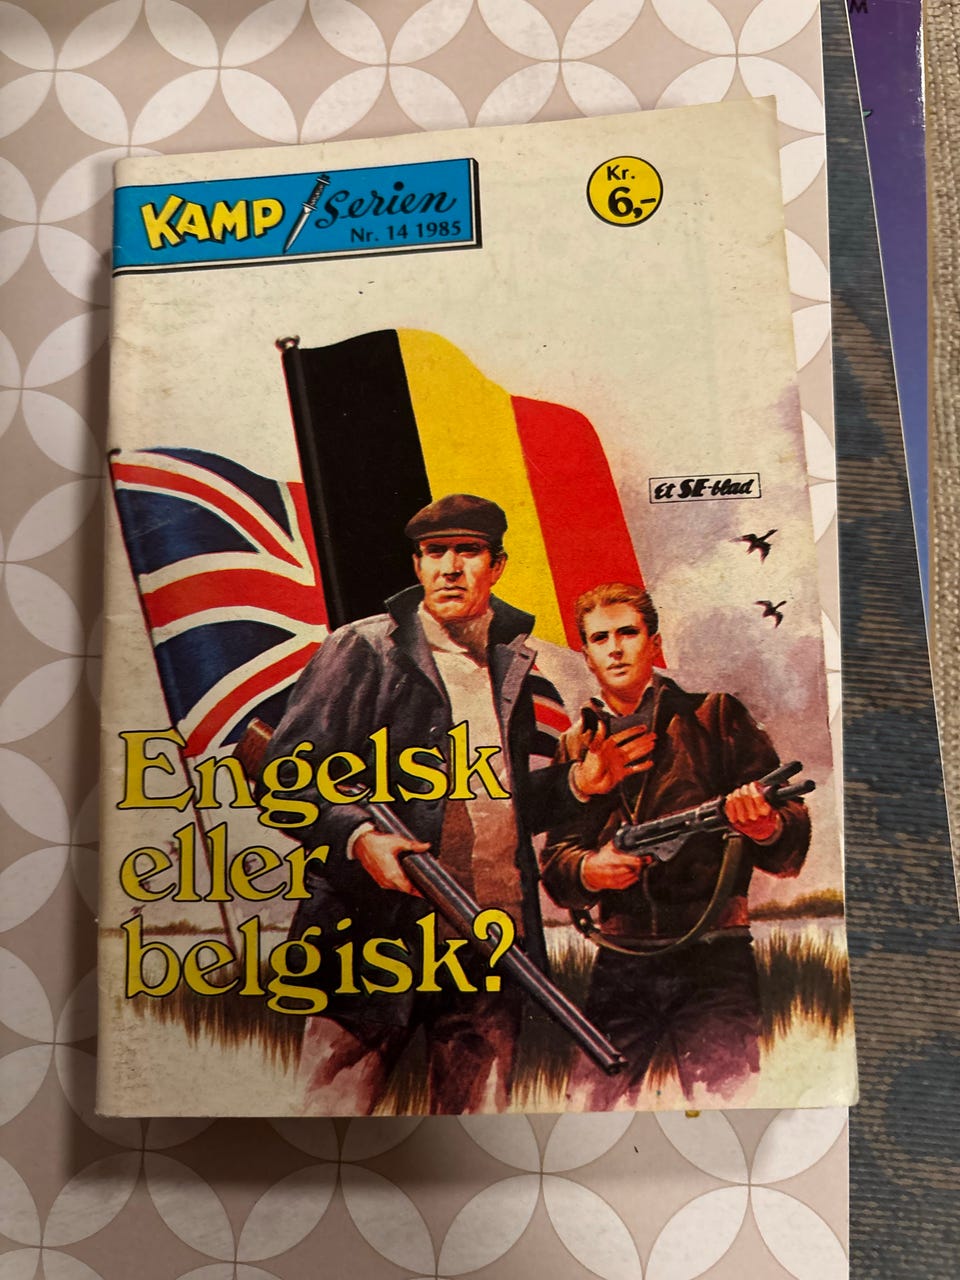 KAMP serien
Nr. 14 1985
Kr.
6,-
Et SE-blad
Engelsk
eller
belgisk?
M